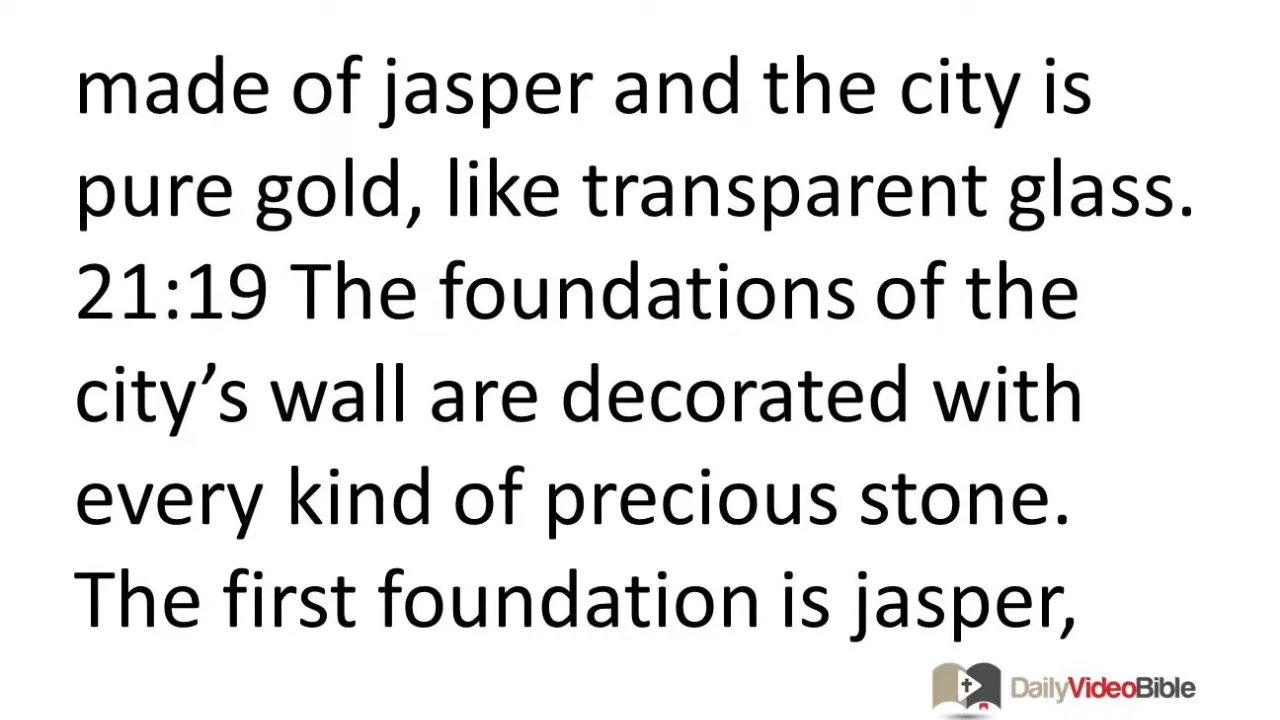 made of jasper and the city is
pure gold, like transparent glass.
21:19 The foundations of the
city’s wall are decorated with
every kind of precious stone.
The first foundation is jasper,
DailyVideoBible